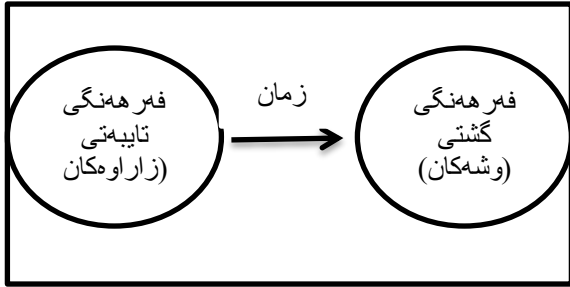 فەرهەنگی
گشتی
(وشەکان)
زمان
فەرهەنگی
تایبەتی
(زاراوەکان